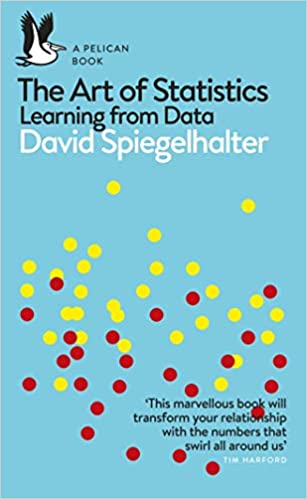 A PELICAN
BOOK
The Art of Statistics
Learning from Data
David Spiegelhalter
'This marvellous book will
transform your relationship
with the numbers that
swirl all around us'
TIM HARFORD